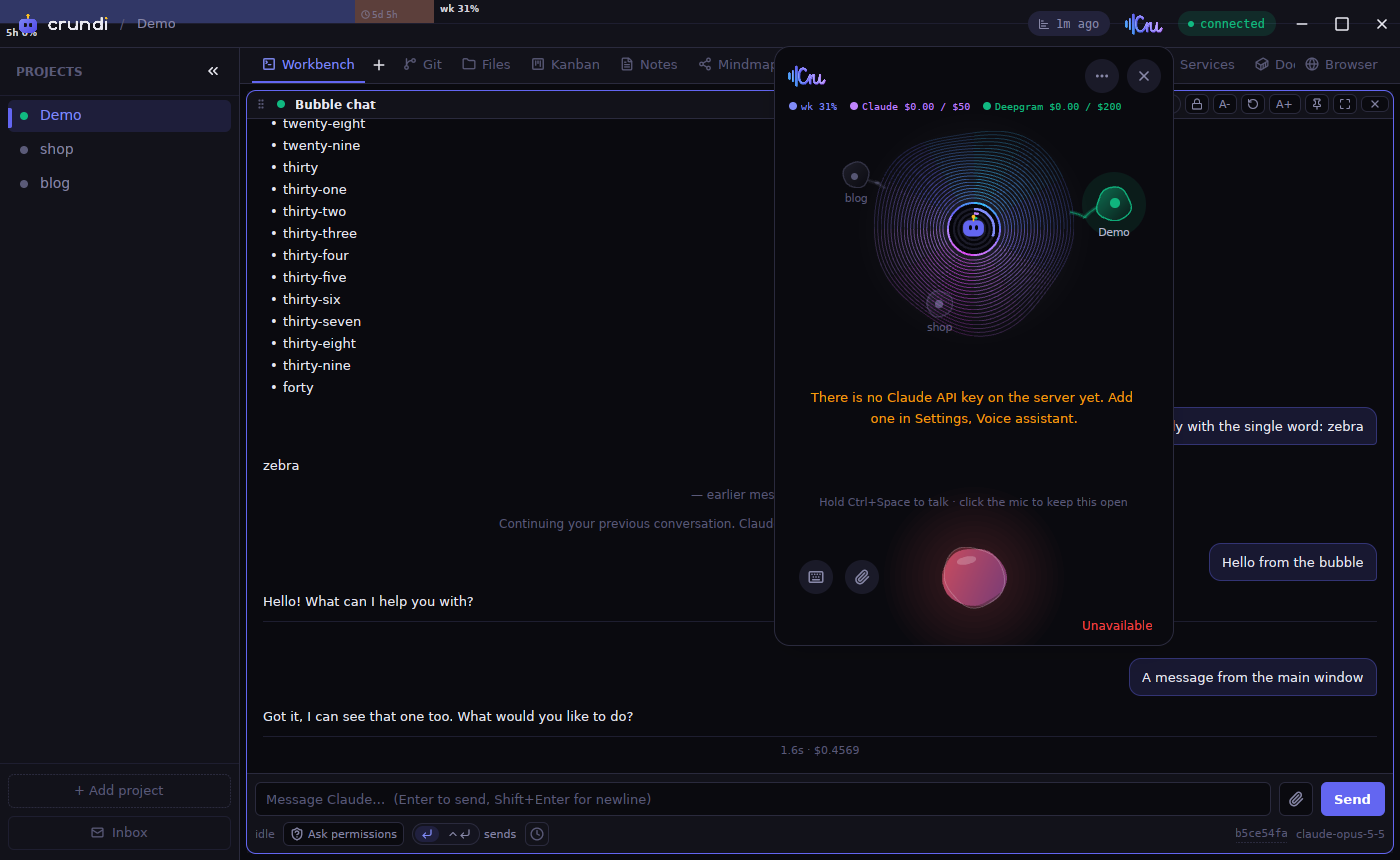 5d 5h
wk 31%
crundi / Demo
1m ago
Cru
connected
PROJECTS
Demo
shop
blog
+ Add project
Inbox
Workbench
+
Git
Files
Kanban
Notes
Mindmap
Services
Browser
Bubble chat
A-
A+
• twenty-eight
• twenty-nine
• thirty
• thirty-one
• thirty-two
• thirty-three
• thirty-four
• thirty-five
• thirty-six
• thirty-seven
• thirty-eight
• thirty-nine
• forty
with the single word: zebra
zebra
— earlier
Continuing your previous conversation.
Hello from the bubble
Hello! What can I help you with?
A message from the main window
Got it, I can see that one too. What would you like to do?
1.6s · $0.4569
Message Claude... (Enter to send, Shift+Enter for newline)
Send
idle
Ask permissions
sends
b5ce54fa
claude-opus-5-5
Cru
wk 31%
Claude $0.00 / $50
Deepgram $0.00 / $200
blog
Demo
shop
There is no Claude API key on the server yet. Add
one in Settings, Voice assistant.
Hold Ctrl+Space to talk · click the mic to keep this open
Unavailable